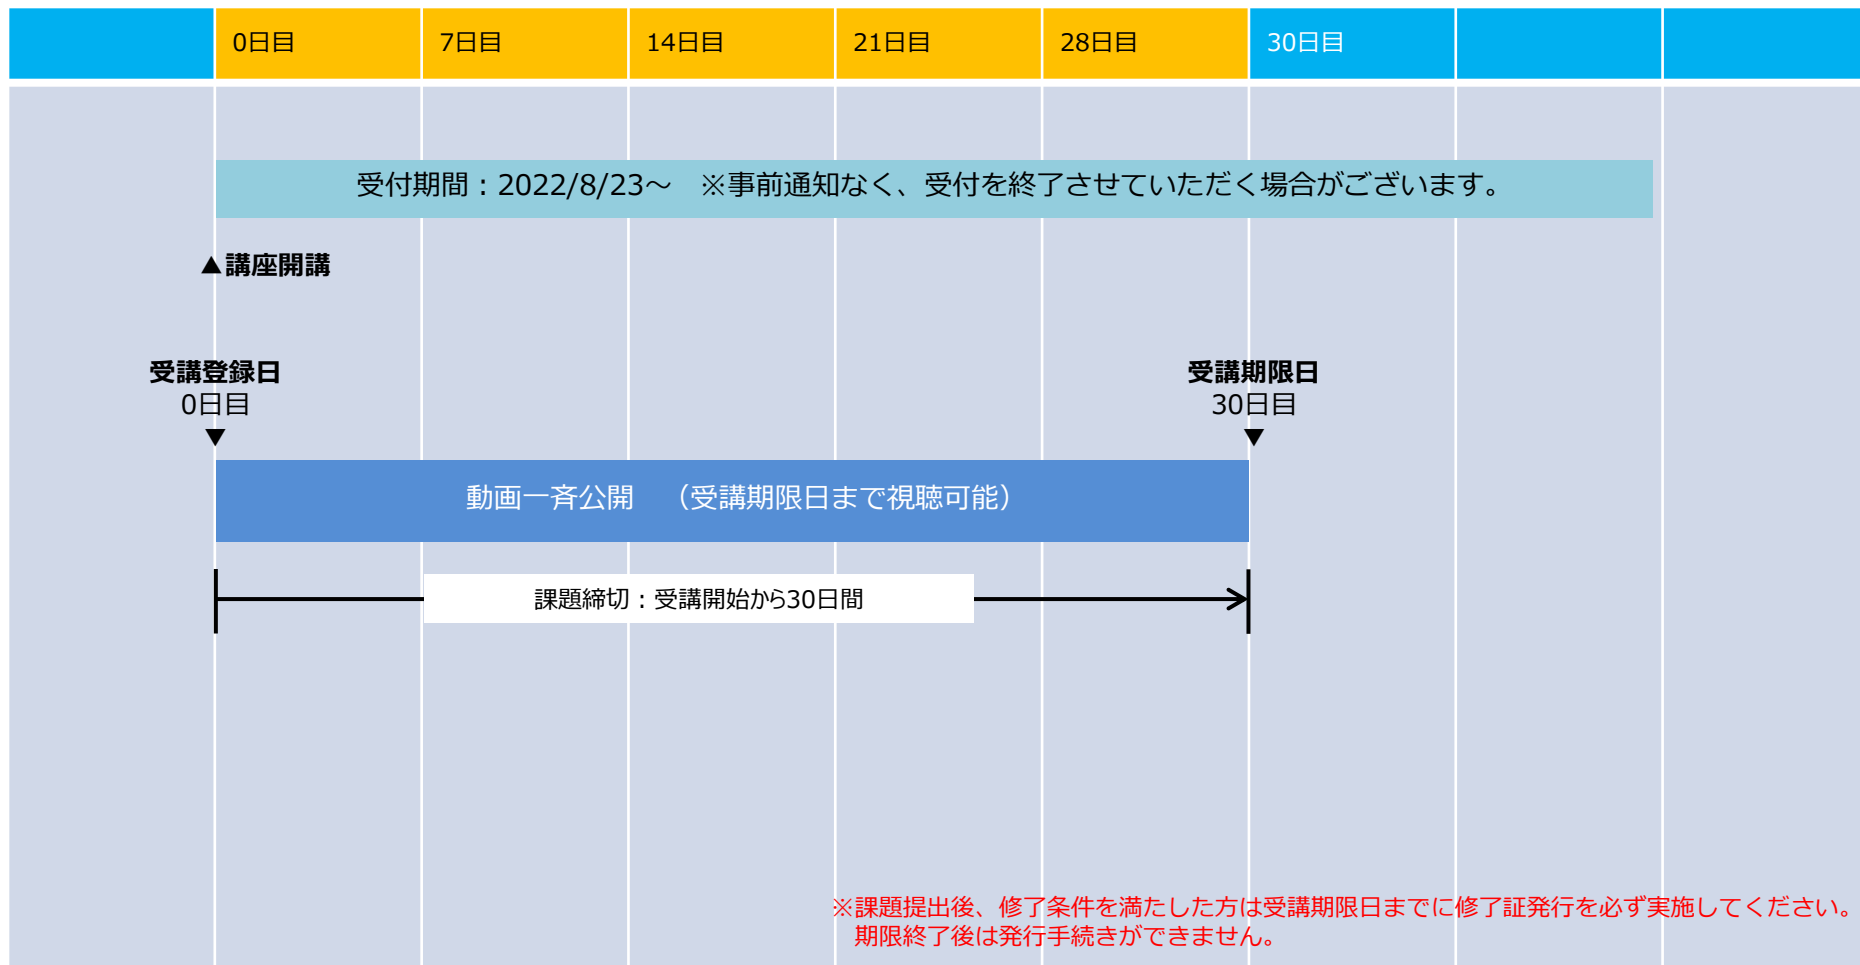 0日目
7日目
14日目
21日目
28日目
30日目
受付期間：2022/8/23～　※事前通知なく、受付を終了させていただく場合がございます。
▲講座開講
受講登録日
0日目
▼
受講期限日
30日目
▼
動画一斉公開　（受講期限日まで視聴可能）
課題締切：受講開始から30日間
※課題提出後、修了条件を満たした方は受講期限日までに修了証発行を必ず実施してください。
期限終了後は発行手続きができません。